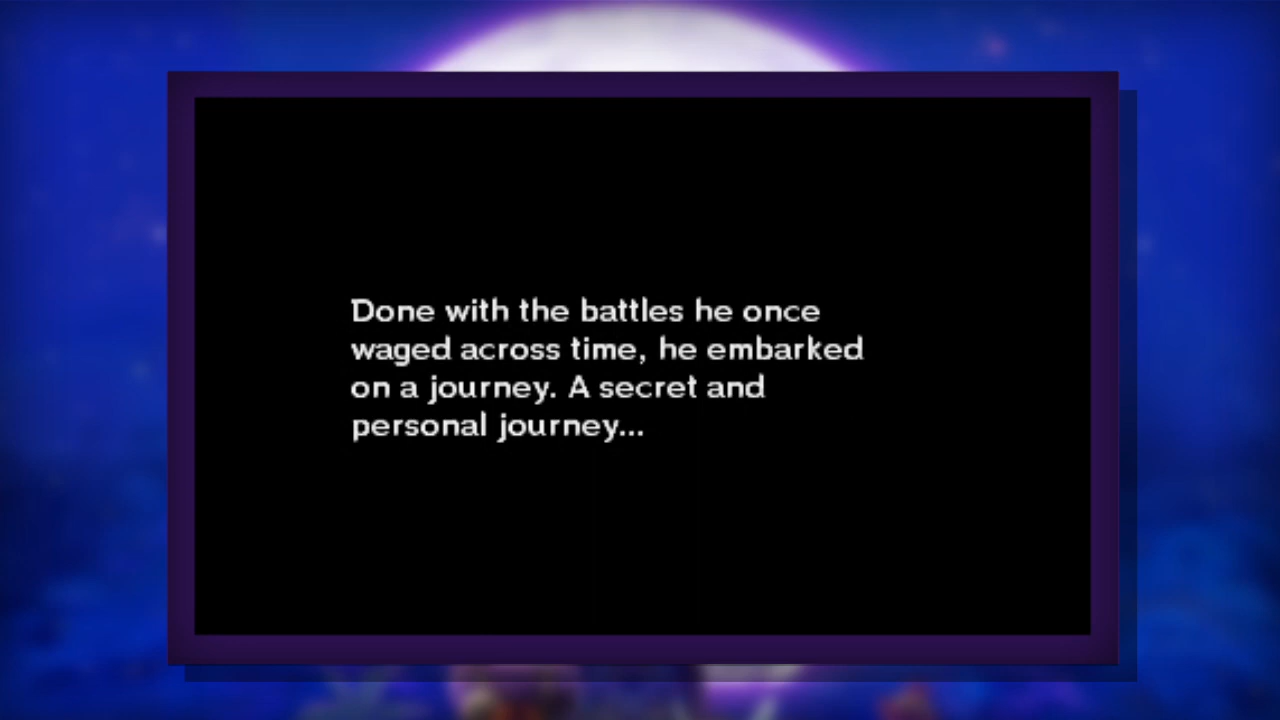 Done with the battles he once
waged across time, he embarked
on a journey. A secret and
personal journey...